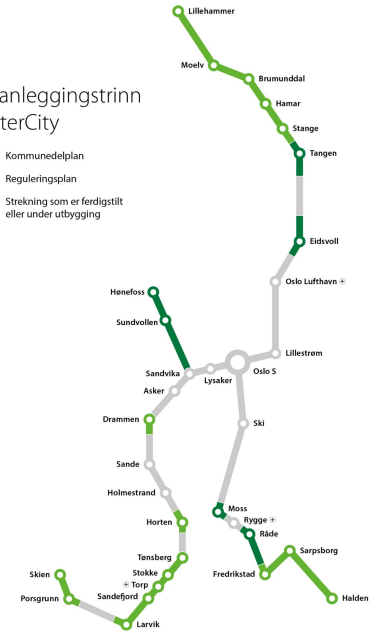 anleggingstrinn
terCity
Kommunedelplan
Reguleringsplan
Strekning som er ferdigstilt
eller under utbygging
Lillehammer
Moelv
Brumunddal
Hamar
Stange
Tangen
Eidsvoll
Oslo Lufthavn
Hønefoss
Sundvollen
Lillestrøm
Sandvika
Lysaker
Oslo S
Asker
Drammen
Ski
Sande
Holmestrand
Horten
Moss
Rygge
Råde
Tønsberg
Sarpsborg
Skien
Stokke
Torp
Fredrikstad
Porsgrunn
Sandefjord
Halden
Larvik